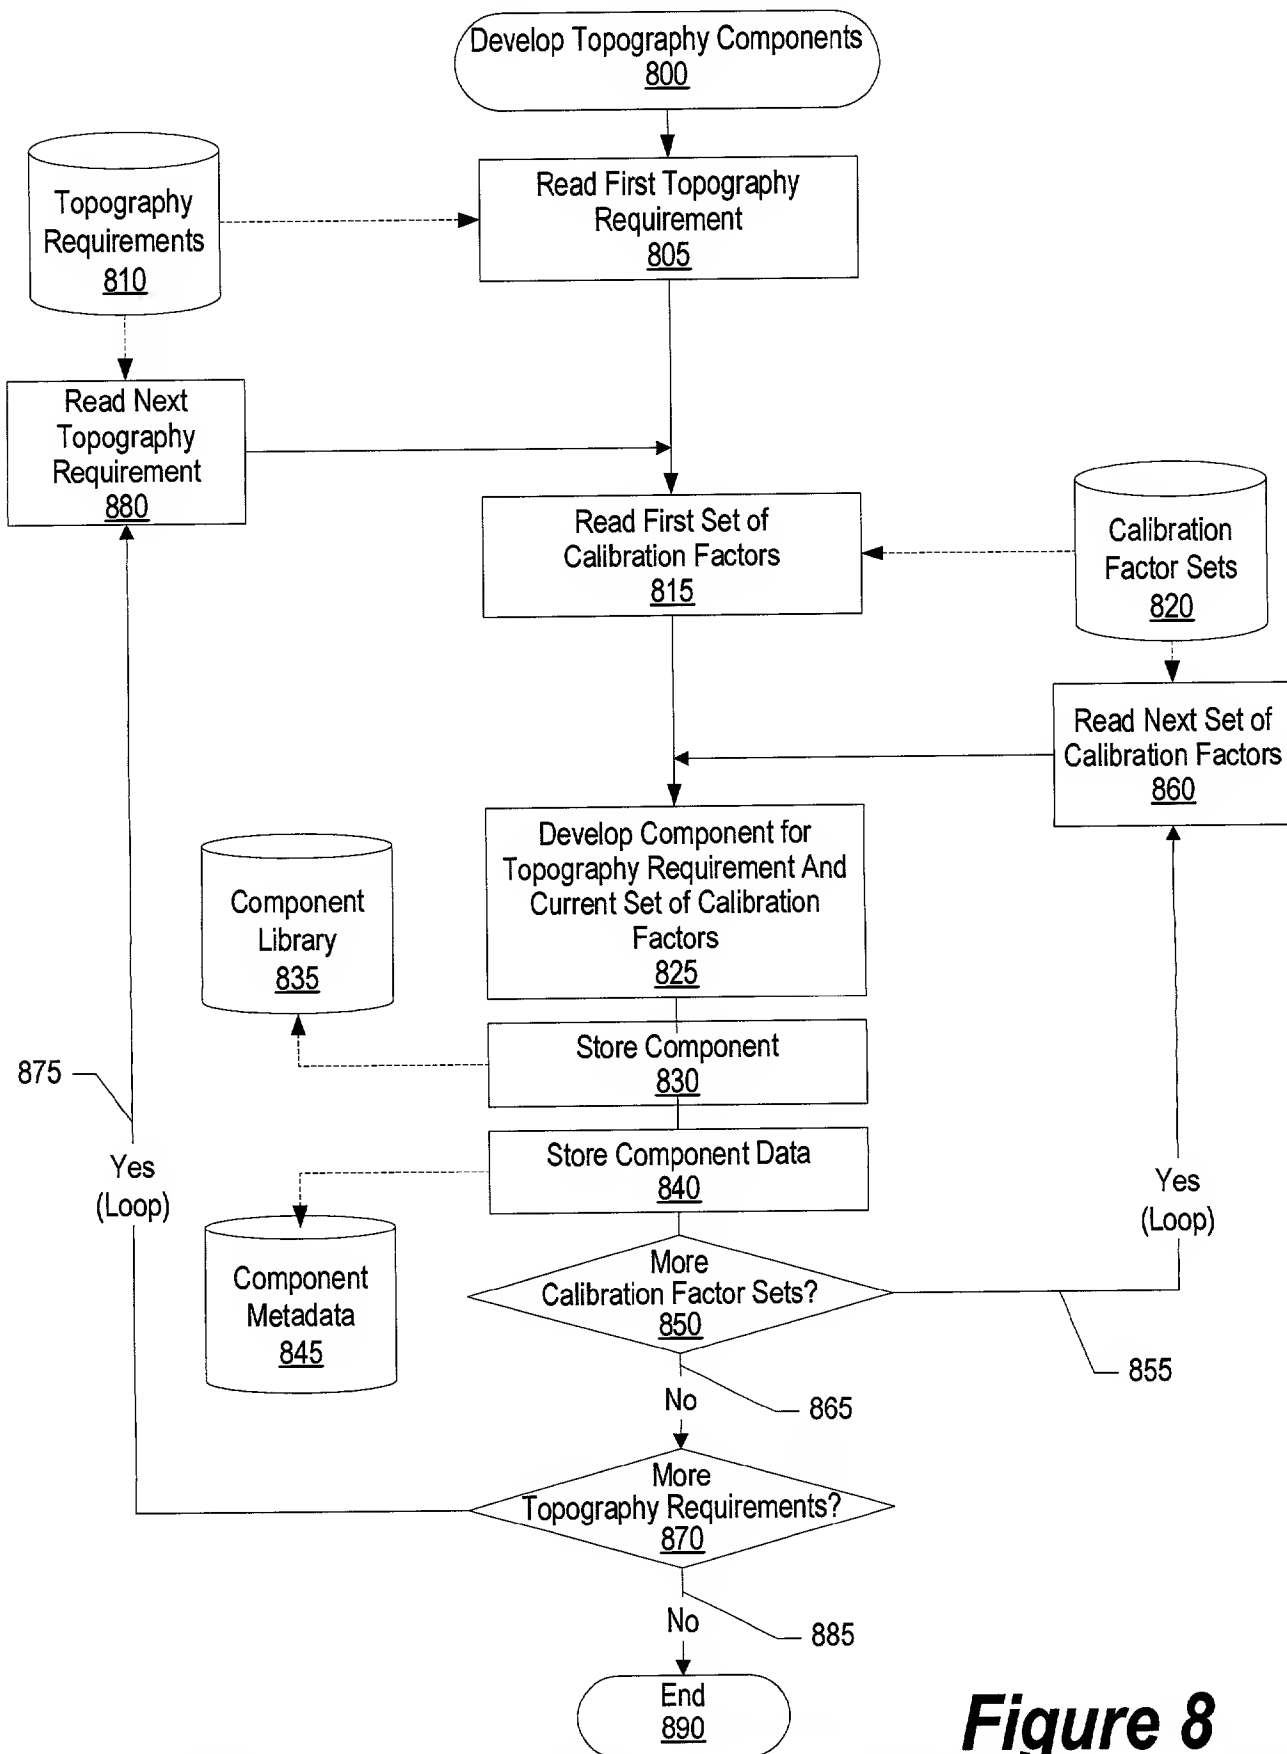 Develop Topography Components
800
Read First Topography
Requirement
805
Topography
Requirements
810
Read Next
Topography
Requirement
880
Read First Set of
Calibration Factors
815
Calibration
Factor Sets
820
Read Next Set of
Calibration Factors
860
Develop Component for
Topography Requirement And
Current Set of Calibration
Factors
825
Component
Library
835
Store Component
830
875
Store Component Data
840
Yes
(Loop)
Yes
(Loop)
Component
Metadata
845
More
Calibration Factor Sets?
850
855
865
No
More
Topography Requirements?
870
No
885
End
890
Figure 8